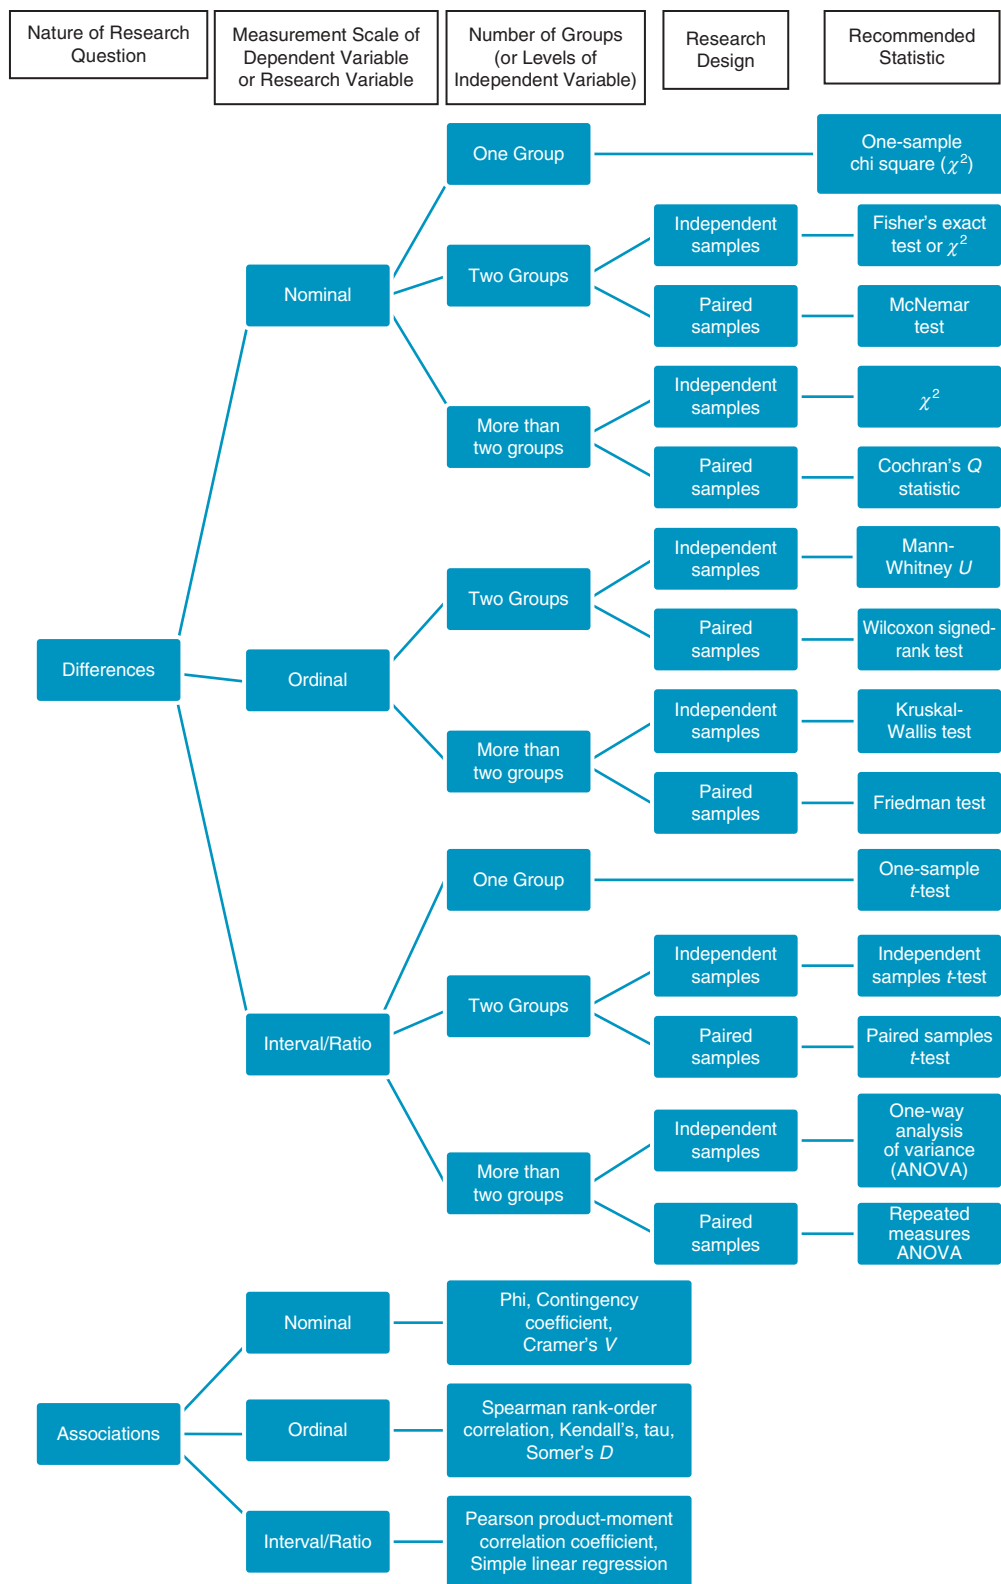 Nature of Research
Question
Measurement Scale of
Dependent Variable
or Research Variable
Number of Groups
(or Levels of
Independent Variable)
Research
Design
Recommended
Statistic
One Group
One-sample
chi square (χ²)
Nominal
Two Groups
Independent
samples
Fisher's exact
test or χ²
Paired
samples
McNemar
test
More than
two groups
Independent
samples
χ²
Paired
samples
Cochran's Q
statistic
Differences
Ordinal
Two Groups
Independent
samples
Mann-
Whitney U
Paired
samples
Wilcoxon signed-
rank test
More than
two groups
Independent
samples
Kruskal-
Wallis test
Paired
samples
Friedman test
Interval/Ratio
One Group
One-sample
t-test
Two Groups
Independent
samples
Independent
samples t-test
Paired
samples
Paired samples
t-test
More than
two groups
Independent
samples
One-way
analysis
of variance
(ANOVA)
Paired
samples
Repeated
measures
ANOVA
Associations
Nominal
Phi, Contingency
coefficient,
Cramer's V
Ordinal
Spearman rank-order
correlation, Kendall's, tau,
Somer's D
Interval/Ratio
Pearson product-moment
correlation coefficient,
Simple linear regression